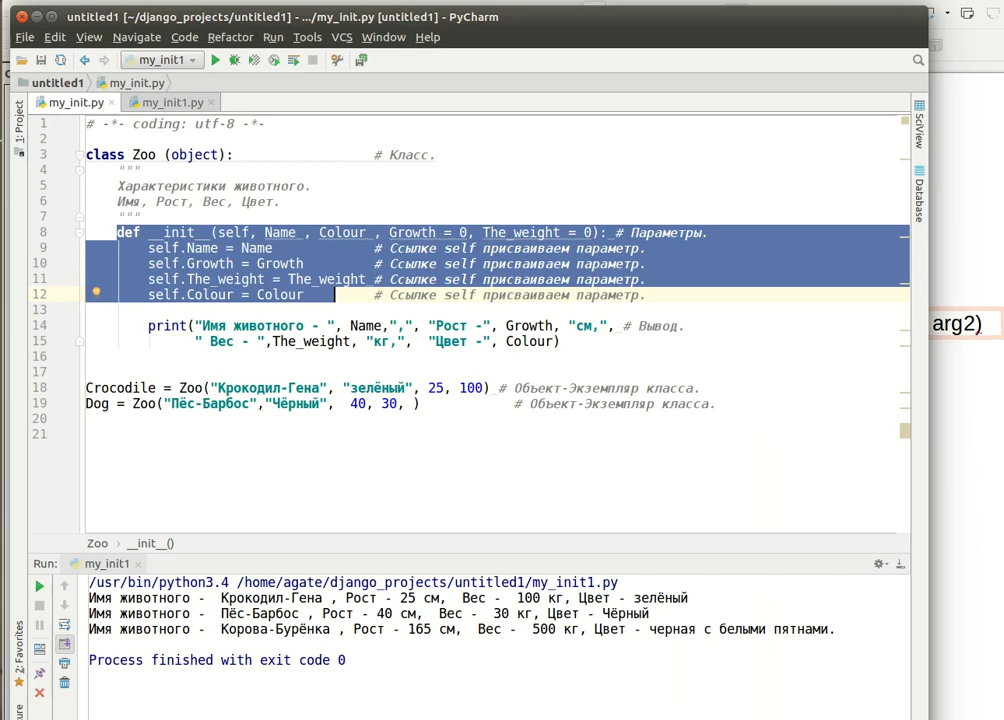 untitled1 [~/django_projects/untitled1] - .../my_init.py [untitled1] - PyCharm
File Edit View Navigate Code Refactor Run Tools VCS Window Help
my_init1
untitled1 my_init.py
my_init.py my_init1.py
1: Project
SciView
Database
1 # -*- coding: utf-8 -*-
2
3 class Zoo (object): # Класс.
4 """
5 Характеристики животного.
6 Имя, Рост, Вес, Цвет.
7 """
8 def __init__(self, Name , Colour , Growth = 0, The_weight = 0): # Параметры.
9 self.Name = Name # Ссылке self присваиваем параметр.
10 self.Growth = Growth # Ссылке self присваиваем параметр.
11 self.The_weight = The_weight # Ссылке self присваиваем параметр.
12 self.Colour = Colour # Ссылке self присваиваем параметр.
13
14 print("Имя животного - ", Name,",", "Рост -", Growth, "см,", # Вывод.
15 " Вес - ",The_weight, "кг,", "Цвет -", Colour)
16
17
18 Crocodile = Zoo("Крокодил-Гена", "зелёный", 25, 100) # Объект-Экземпляр класса.
19 Dog = Zoo("Пёс-Барбос","Чёрный", 40, 30, ) # Объект-Экземпляр класса.
20
21
arg2)
Zoo › __init__()
Run: my_init1
/usr/bin/python3.4 /home/agate/django_projects/untitled1/my_init1.py
Имя животного - Крокодил-Гена , Рост - 25 см, Вес - 100 кг, Цвет - зелёный
Имя животного - Пёс-Барбос , Рост - 40 см, Вес - 30 кг, Цвет - Чёрный
Имя животного - Корова-Бурёнка , Рост - 165 см, Вес - 500 кг, Цвет - черная с белыми пятнами.
Process finished with exit code 0
2: Favorites